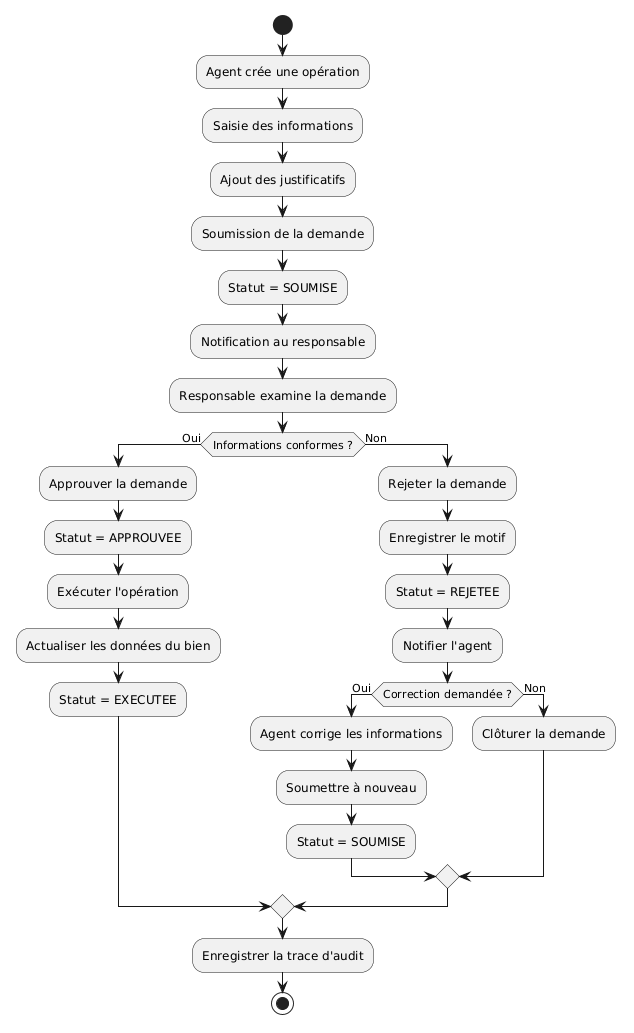 Agent crée une opération
Saisie des informations
Ajout des justificatifs
Soumission de la demande
Statut = SOUMISE
Notification au responsable
Responsable examine la demande
Oui
Informations conformes ?
Non
Approuver la demande
Statut = APPROUVEE
Exécuter l'opération
Actualiser les données du bien
Statut = EXECUTEE
Rejeter la demande
Enregistrer le motif
Statut = REJETEE
Notifier l'agent
Oui
Correction demandée ?
Non
Agent corrige les informations
Soumettre à nouveau
Statut = SOUMISE
Clôturer la demande
Enregistrer la trace d'audit